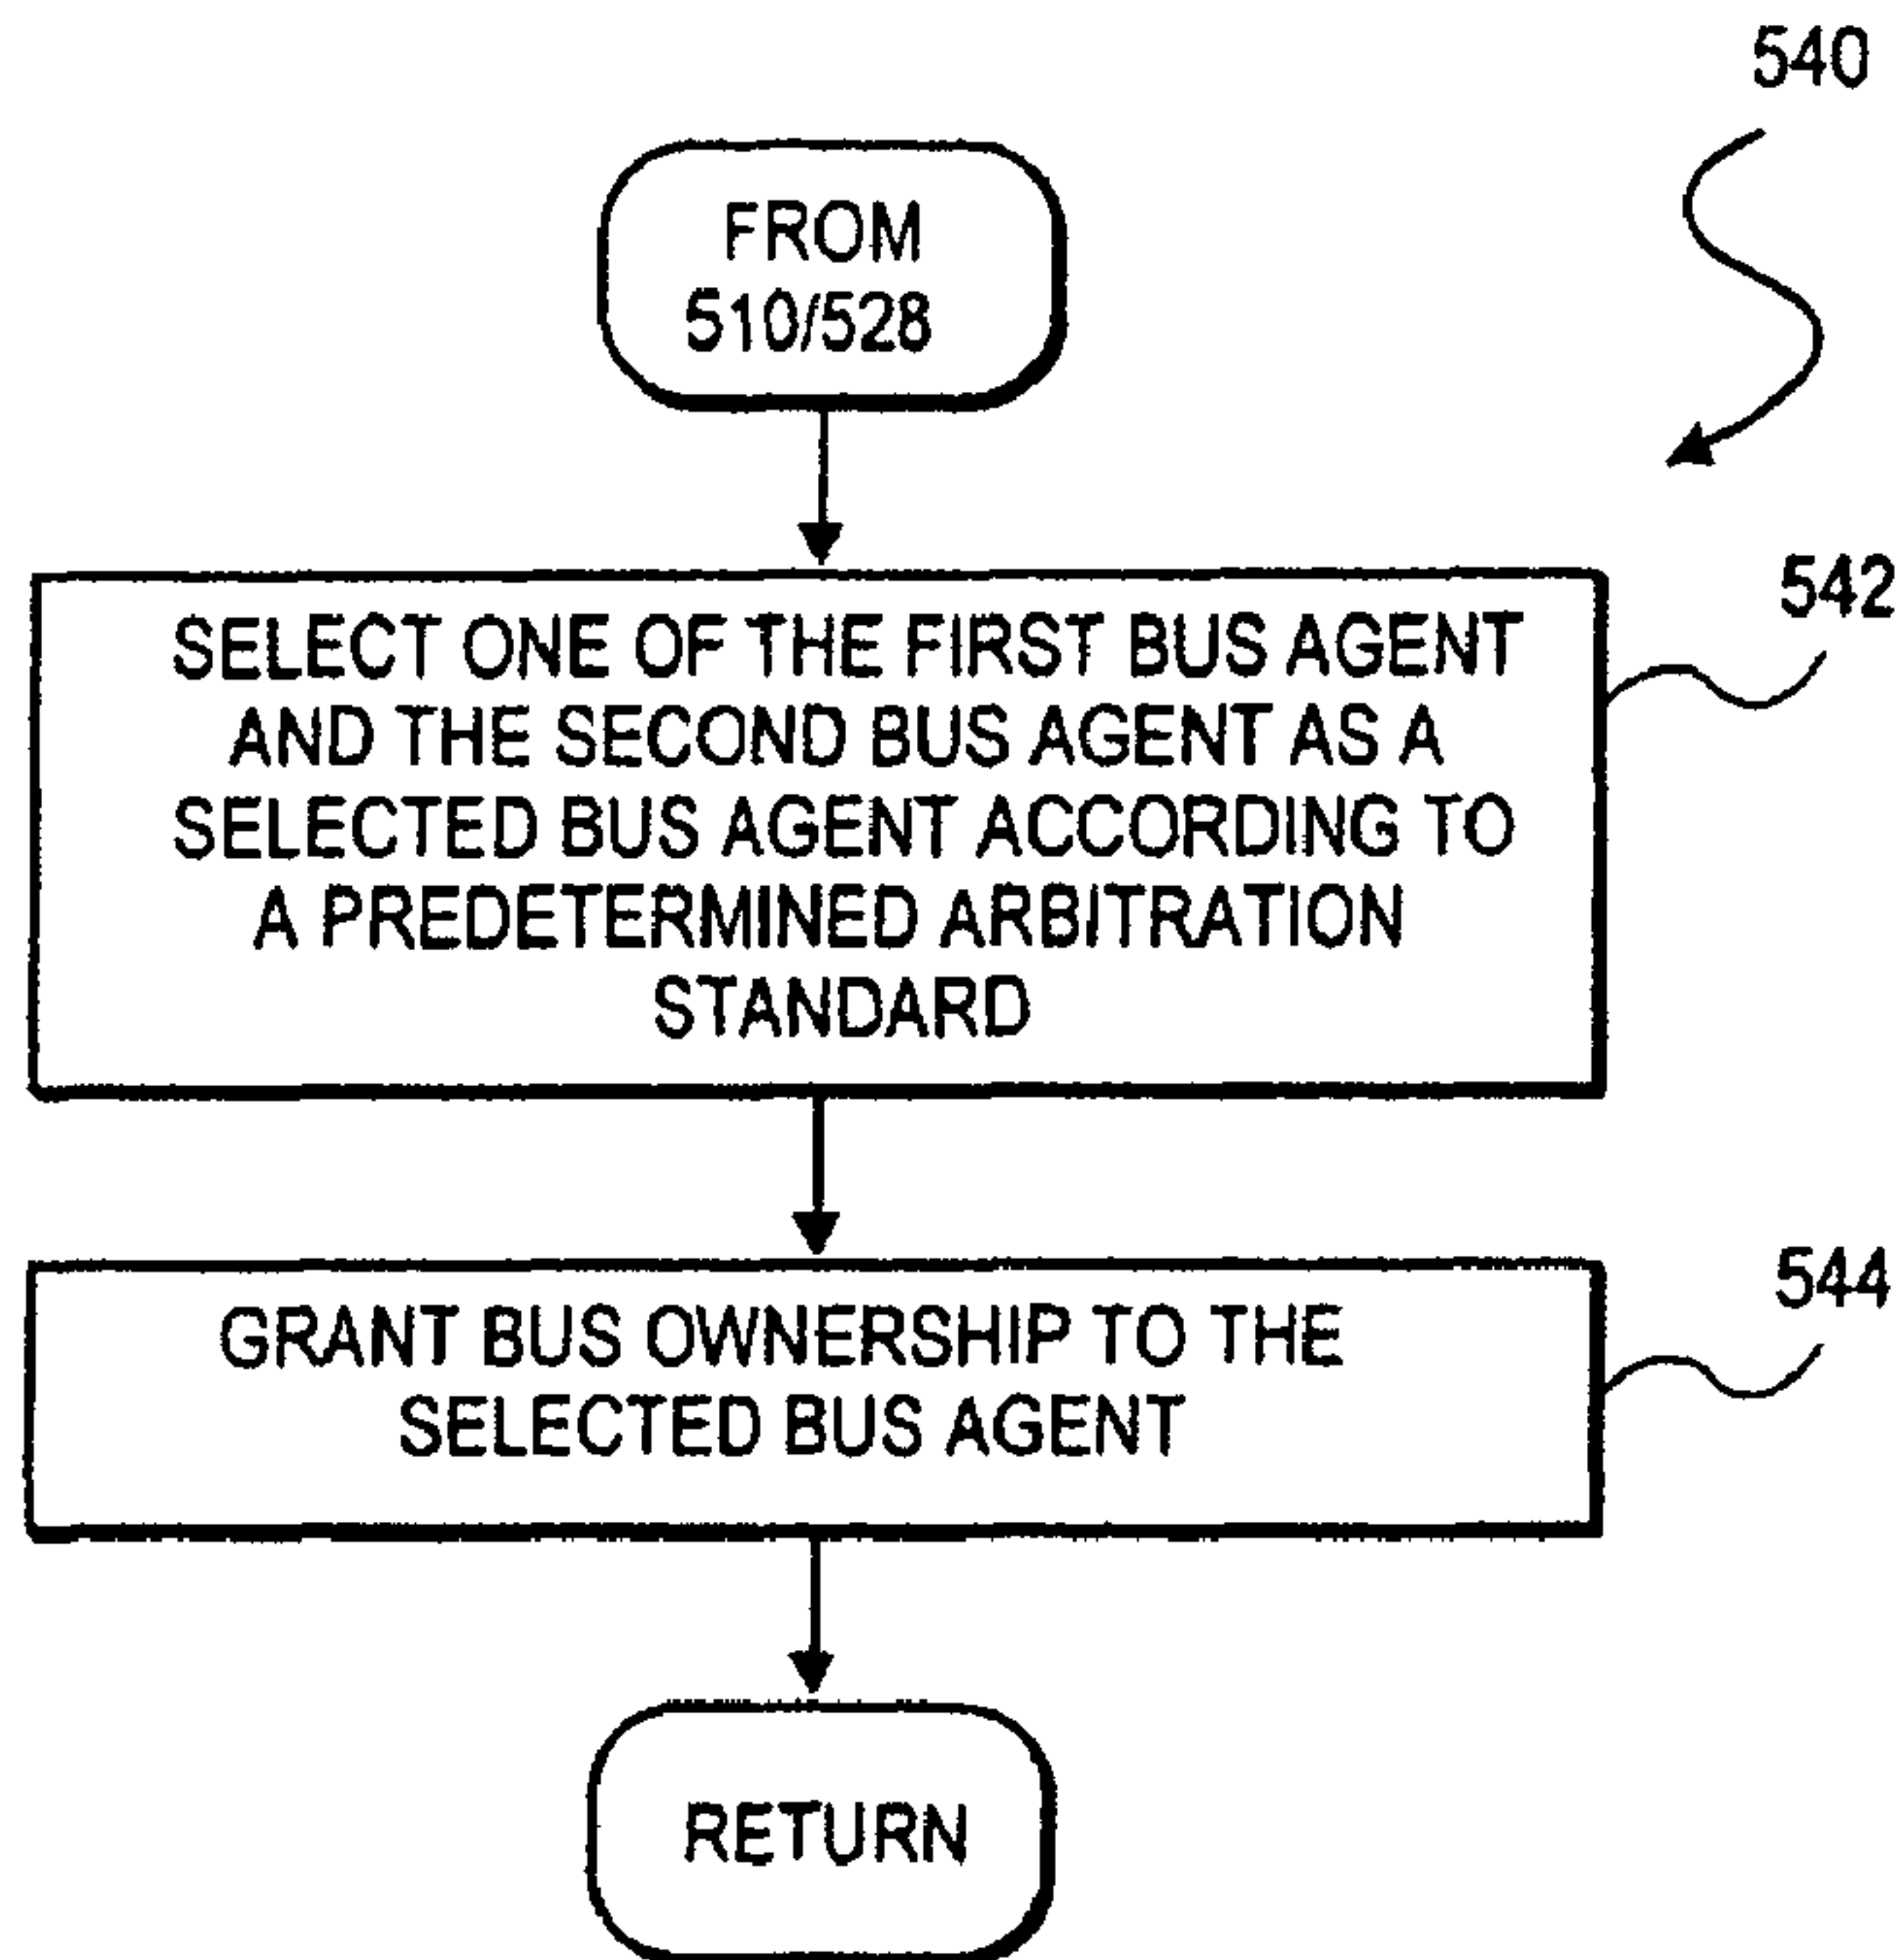 540
FROM
510/528
542
SELECT ONE OF THE FIRST BUS AGENT
AND THE SECOND BUS AGENT AS A
SELECTED BUS AGENT ACCORDING TO
A PREDETERMINED ARBITRATION
STANDARD
544
GRANT BUS OWNERSHIP TO THE
SELECTED BUS AGENT
RETURN